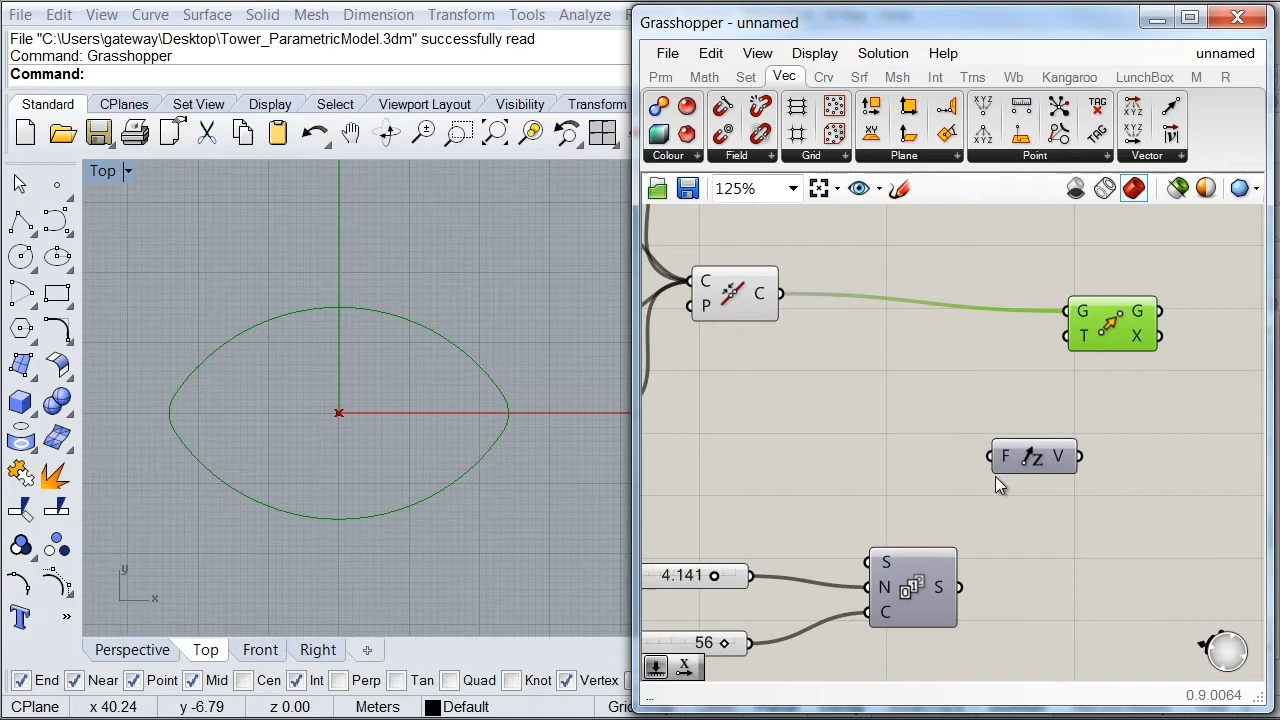 File Edit View Curve Surface Solid Mesh Dimension Transform Tools Analyze
File "C:\Users\gateway\Desktop\Tower_ParametricModel.3dm" successfully read
Command: Grasshopper
Command:
Standard CPlanes Set View Display Select Viewport Layout Visibility Transform
Top
y
x
Perspective Top Front Right
End Near Point Mid Cen Int Perp Tan Quad Knot Vertex
CPlane x 40.24 y -6.79 z 0.00 Meters Default Grid
Grasshopper - unnamed
File Edit View Display Solution Help unnamed
Prm Math Set Vec Crv Srf Msh Int Trns Wb Kangaroo LunchBox M R
Colour Field Grid Plane Point Vector
125%
C
P
C
G
T
G
X
F Z V
4.141
56
S
N
C
S
... 0.9.0064